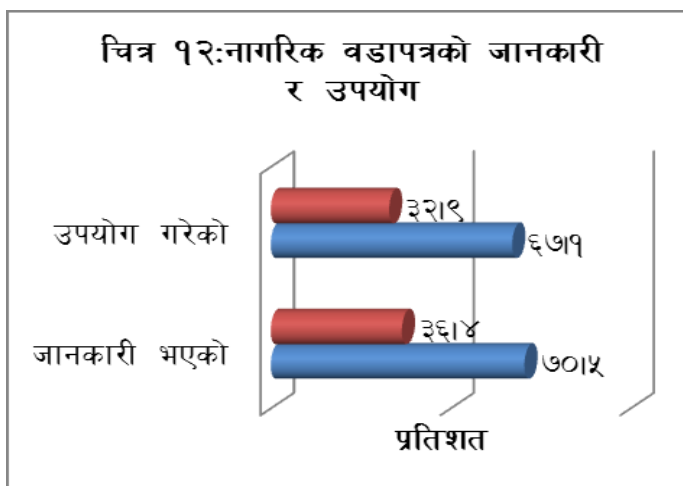 चित्र १२:नागरिक वडापत्रको जानकारी
र उपयोग
३२।९
उपयोग गरेको
६७।१
३६।४
जानकारी भएको
७०।५
प्रतिशत